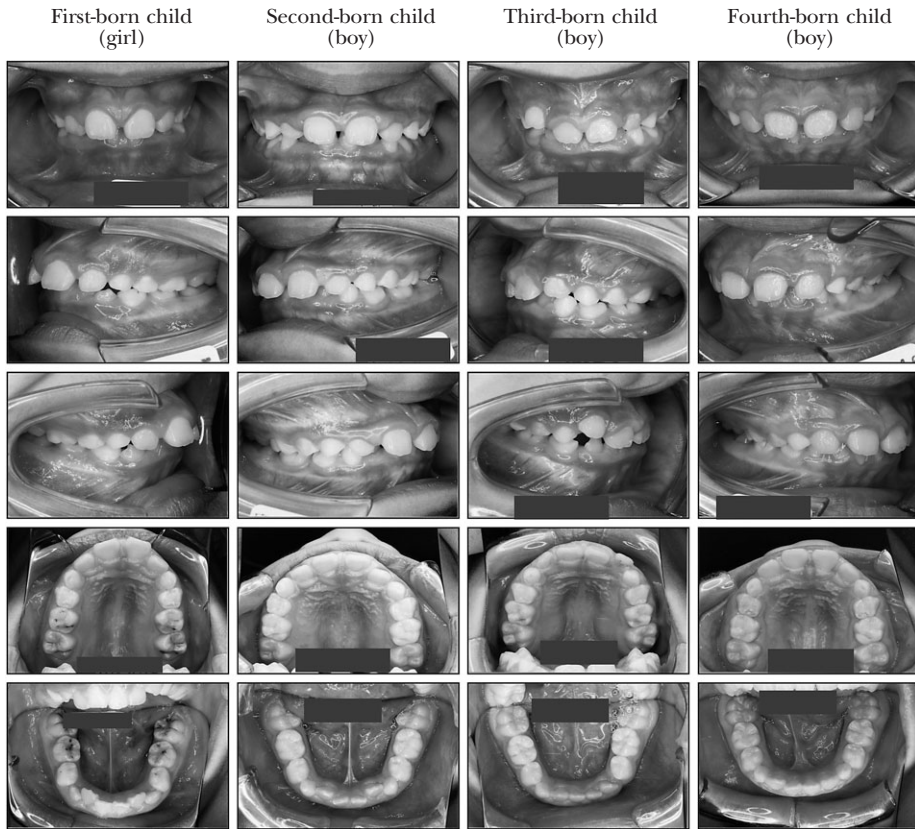 First-born child
(girl)
Second-born child
(boy)
Third-born child
(boy)
Fourth-born child
(boy)